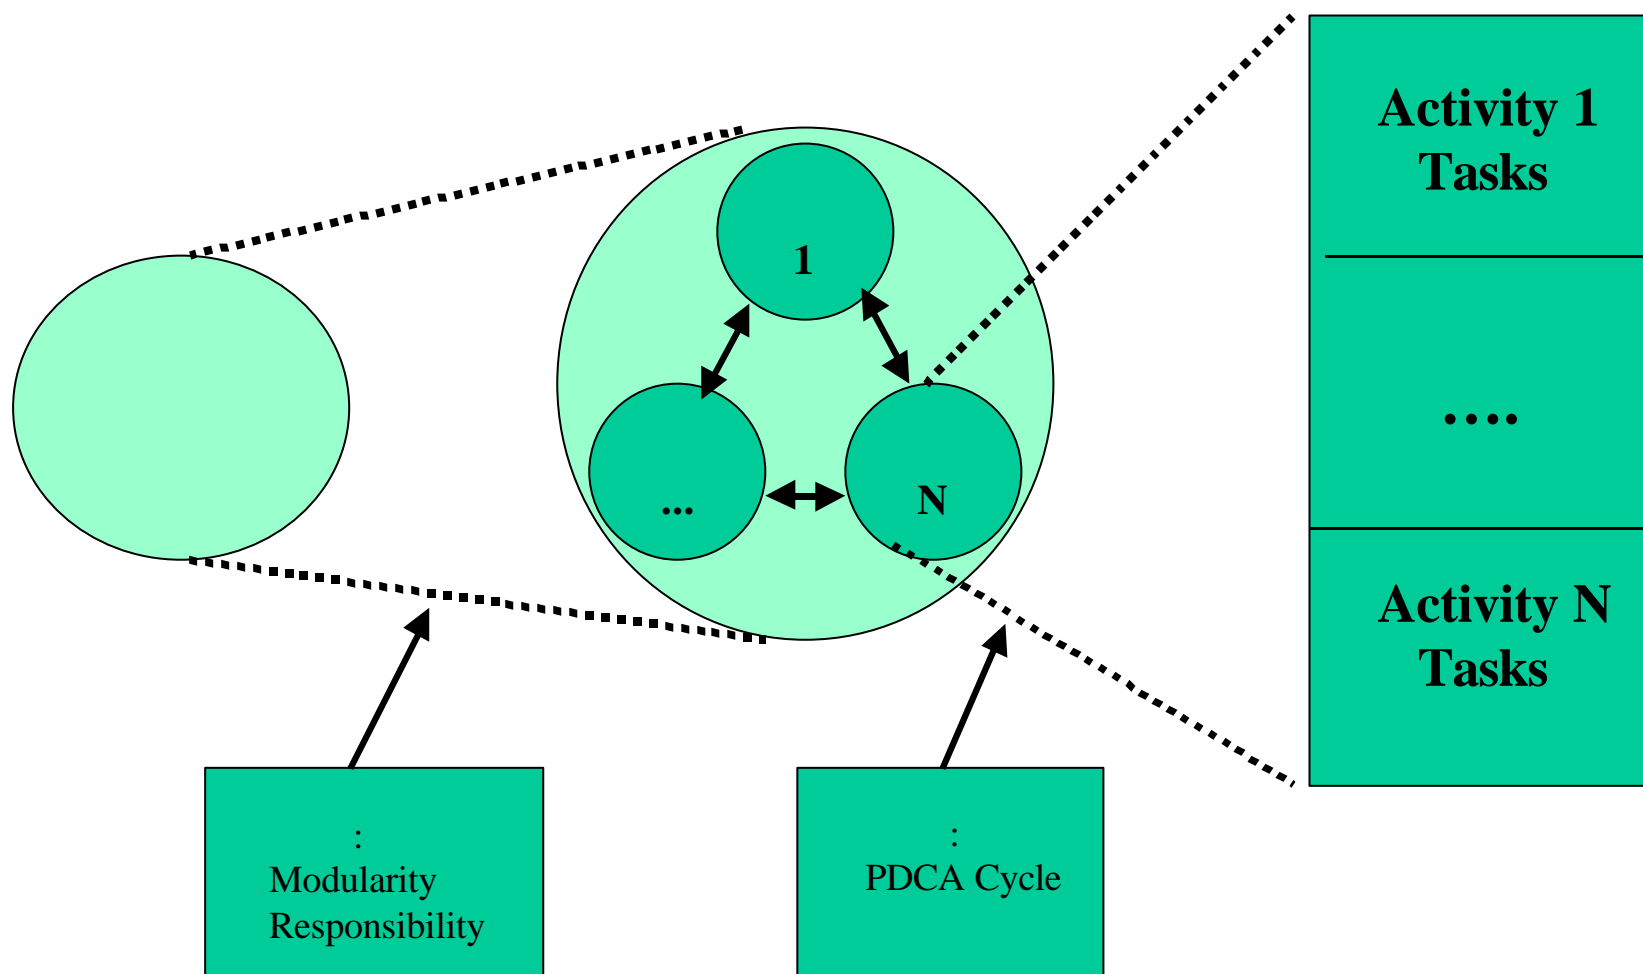 Activity 1
Tasks
1
....
...
N
Activity N
Tasks
:
Modularity
Responsibility
:
PDCA Cycle